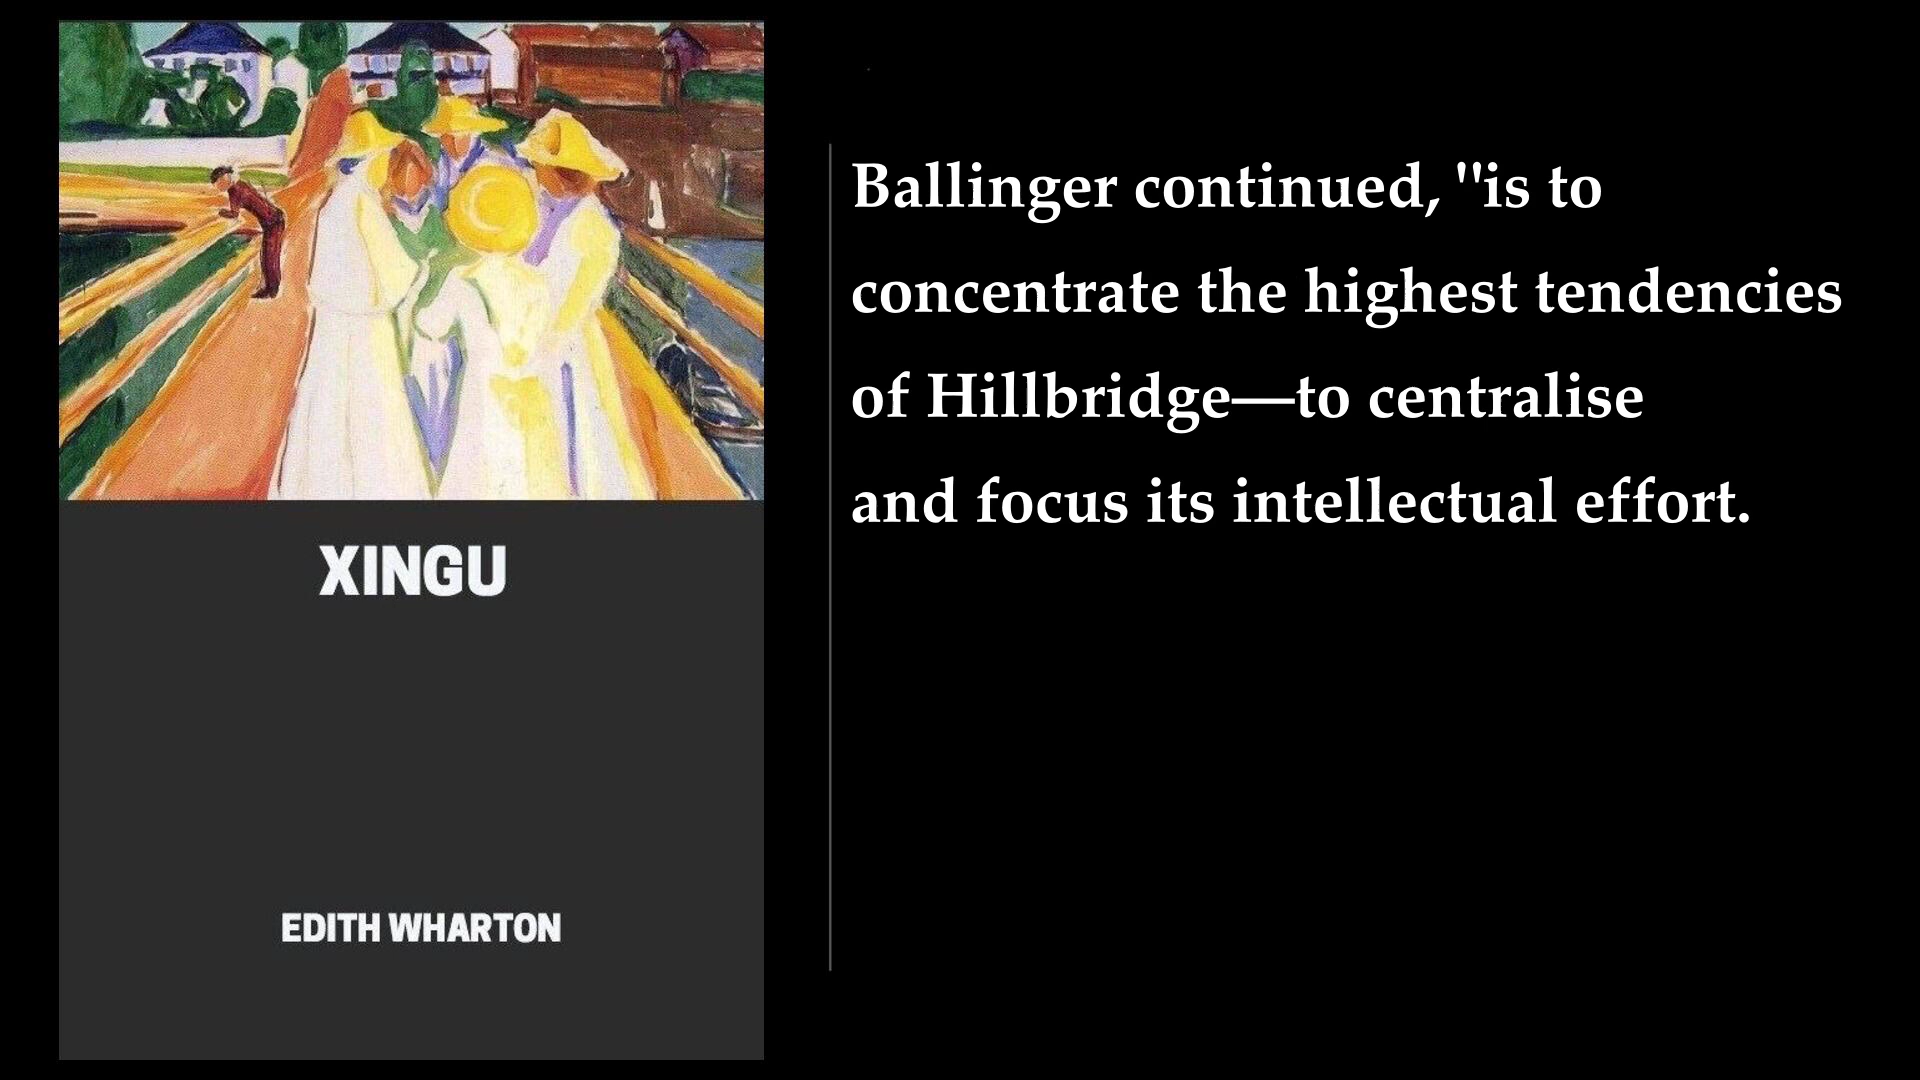 XINGU
EDITH WHARTON
Ballinger continued, "is to
concentrate the highest tendencies
of Hillbridge—to centralise
and focus its intellectual effort.